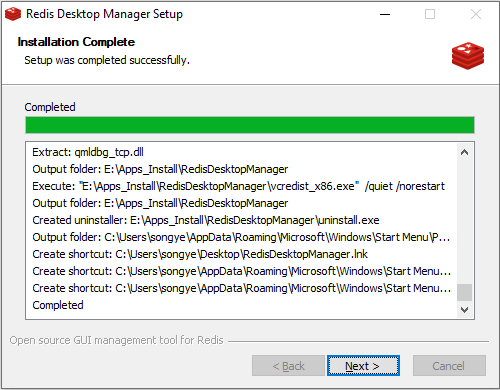 Redis Desktop Manager Setup
Installation Complete
Setup was completed successfully.
Completed
Extract: qmldbg_tcp.dll
Output folder: E:\Apps_Install\RedisDesktopManager
Execute: "E:\Apps_Install\RedisDesktopManager\vcredist_x86.exe"  /quiet /norestart
Output folder: E:\Apps_Install\RedisDesktopManager
Created uninstaller: E:\Apps_Install\RedisDesktopManager\uninstall.exe
Output folder: C:\Users\songye\AppData\Roaming\Microsoft\Windows\Start Menu\P...
Create shortcut: C:\Users\songye\Desktop\RedisDesktopManager.lnk
Create shortcut: C:\Users\songye\AppData\Roaming\Microsoft\Windows\Start Menu...
Create shortcut: C:\Users\songye\AppData\Roaming\Microsoft\Windows\Start Menu...
Completed
Open source GUI management tool for Redis
< Back
Next >
Cancel